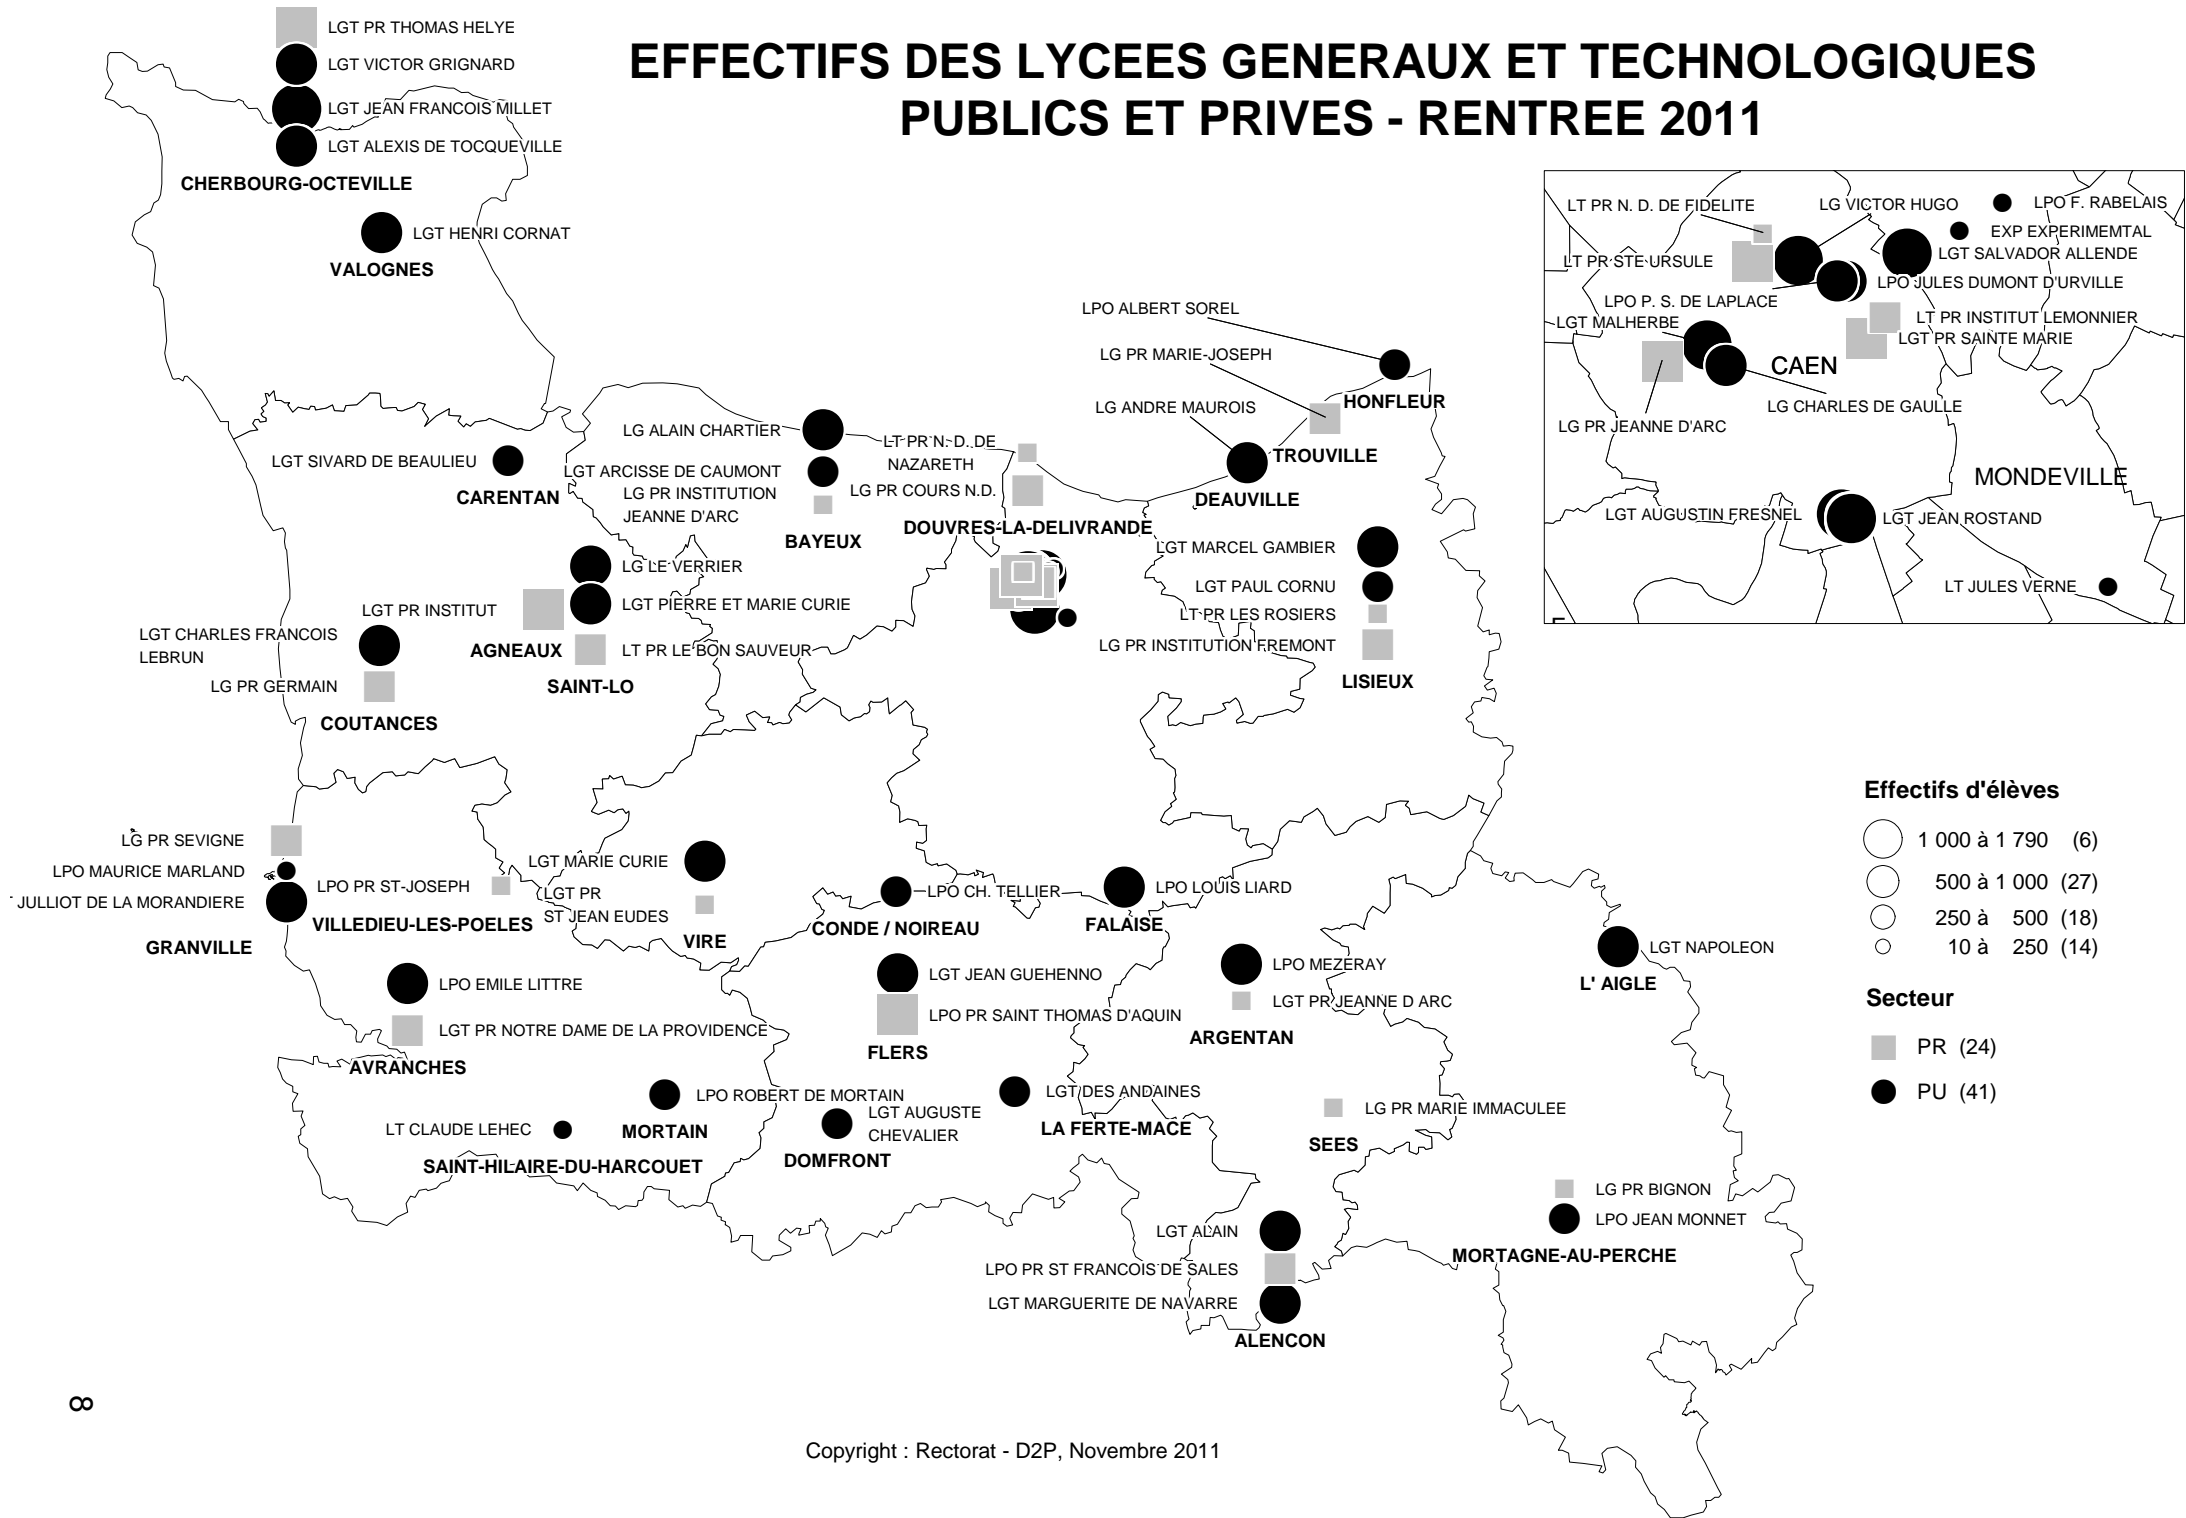 EFFECTIFS DES LYCEES GENERAUX ET TECHNOLOGIQUES
PUBLICS ET PRIVES - RENTREE 2011
LGT PR THOMAS HELYE
LGT VICTOR GRIGNARD
LGT JEAN FRANCOIS MILLET
LGT ALEXIS DE TOCQUEVILLE
CHERBOURG-OCTEVILLE
LGT HENRI CORNAT
VALOGNES
LT PR N. D. DE FIDELITE
LG VICTOR HUGO
LPO F. RABELAIS
EXP EXPERIMEMTAL
LGT SALVADOR ALLENDE
LT PR STE URSULE
LPO JULES DUMONT D'URVILLE
LPO P. S. DE LAPLACE
LGT MALHERBE
LT PR INSTITUT LEMONNIER
LGT PR SAINTE MARIE
CAEN
LG CHARLES DE GAULLE
LG PR JEANNE D'ARC
MONDEVILLE
LGT AUGUSTIN FRESNEL
LGT JEAN ROSTAND
LT JULES VERNE
LPO ALBERT SOREL
LG PR MARIE-JOSEPH
LG ANDRE MAUROIS
HONFLEUR
TROUVILLE
DEAUVILLE
LG ALAIN CHARTIER
LGT ARCISSE DE CAUMONT
LG PR INSTITUTION
JEANNE D'ARC
BAYEUX
LT PR N. D. DE
NAZARETH
LG PR COURS N.D.
DOUVRES-LA-DELIVRANDE
LGT SIVARD DE BEAULIEU
CARENTAN
LGT MARCEL GAMBIER
LGT PAUL CORNU
LT PR LES ROSIERS
LG PR INSTITUTION FREMONT
LISIEUX
LG LE VERRIER
LGT PIERRE ET MARIE CURIE
LGT PR INSTITUT
AGNEAUX
LT PR LE BON SAUVEUR
SAINT-LO
LGT CHARLES FRANCOIS
LEBRUN
LG PR GERMAIN
COUTANCES
Effectifs d'élèves
1 000 à 1 790 (6)
500 à 1 000 (27)
250 à 500 (18)
10 à 250 (14)
Secteur
PR (24)
PU (41)
LG PR SEVIGNE
LPO MAURICE MARLAND
JULLIOT DE LA MORANDIERE
GRANVILLE
LPO PR ST-JOSEPH
VILLEDIEU-LES-POELES
LGT MARIE CURIE
LGT PR
ST JEAN EUDES
VIRE
LPO CH. TELLIER
CONDE / NOIREAU
LPO LOUIS LIARD
FALAISE
LGT NAPOLEON
L' AIGLE
LPO EMILE LITTRE
LGT PR NOTRE DAME DE LA PROVIDENCE
AVRANCHES
LGT JEAN GUEHENNO
LPO PR SAINT THOMAS D'AQUIN
FLERS
LPO MEZERAY
LGT PR JEANNE D ARC
ARGENTAN
LPO ROBERT DE MORTAIN
MORTAIN
LT CLAUDE LEHEC
SAINT-HILAIRE-DU-HARCOUET
LGT AUGUSTE
CHEVALIER
DOMFRONT
LGT DES ANDAINES
LA FERTE-MACE
LG PR MARIE IMMACULEE
SEES
LG PR BIGNON
LPO JEAN MONNET
MORTAGNE-AU-PERCHE
LGT ALAIN
LPO PR ST FRANCOIS DE SALES
LGT MARGUERITE DE NAVARRE
ALENCON
8
Copyright : Rectorat - D2P, Novembre 2011